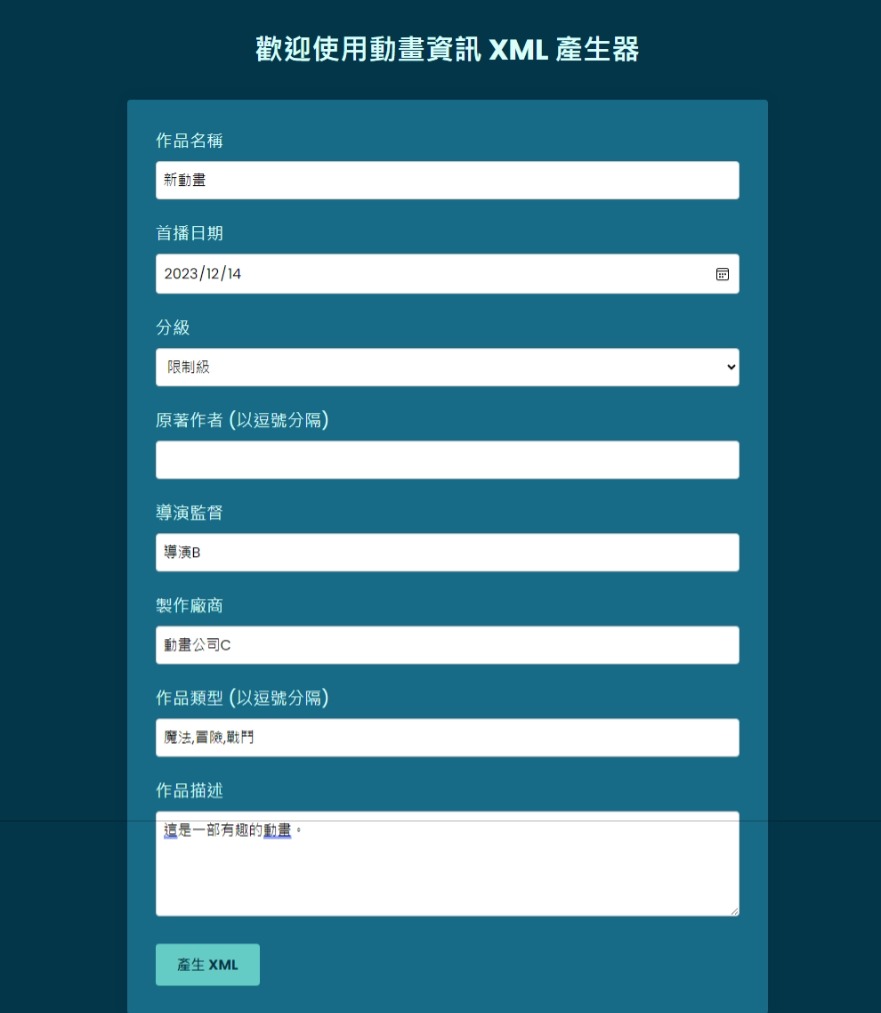 歡迎使用動畫資訊 XML 產生器
作品名稱
新動畫
首播日期
2023/12/14
分級
限制級
原著作者 (以逗號分隔)
導演監督
導演B
製作廠商
動畫公司C
作品類型 (以逗號分隔)
魔法,冒險,戰鬥
作品描述
這是一部有趣的動畫。
產生 XML